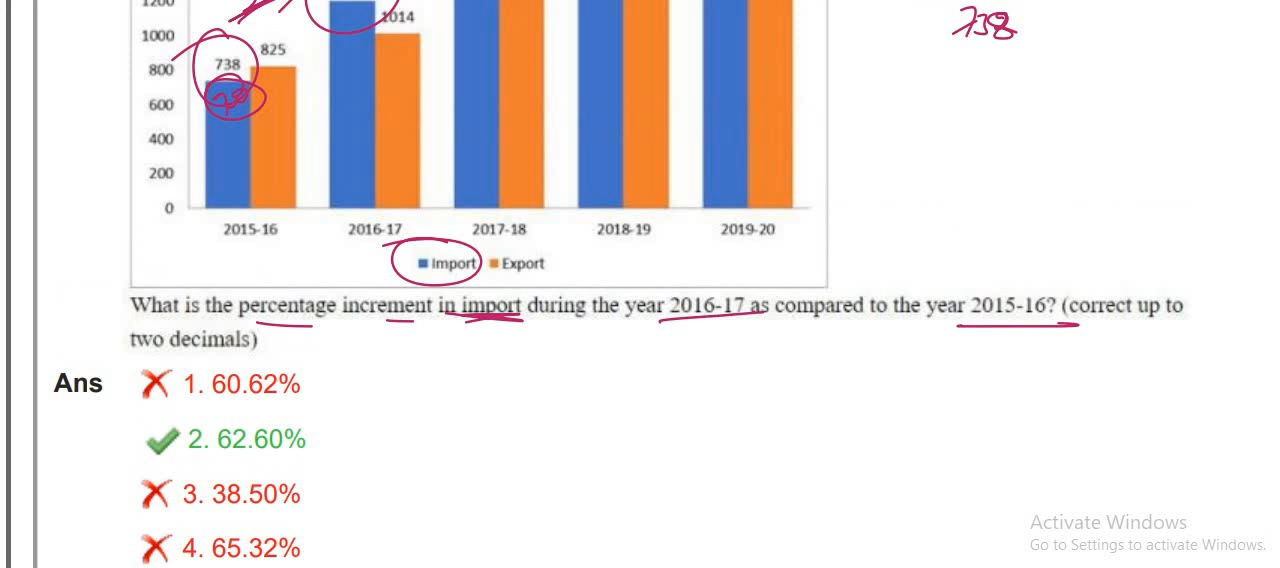 1200
1014
738
1000
825
800
738
738
600
400
200
0
2015-16 2016-17 2017-18 2018-19 2019-20
Import Export
What is the percentage increment in import during the year 2016-17 as compared to the year 2015-16? (correct up to
two decimals)
Ans 1. 60.62%
2. 62.60%
3. 38.50%
4. 65.32%
Activate Windows
Go to Settings to activate Windows.